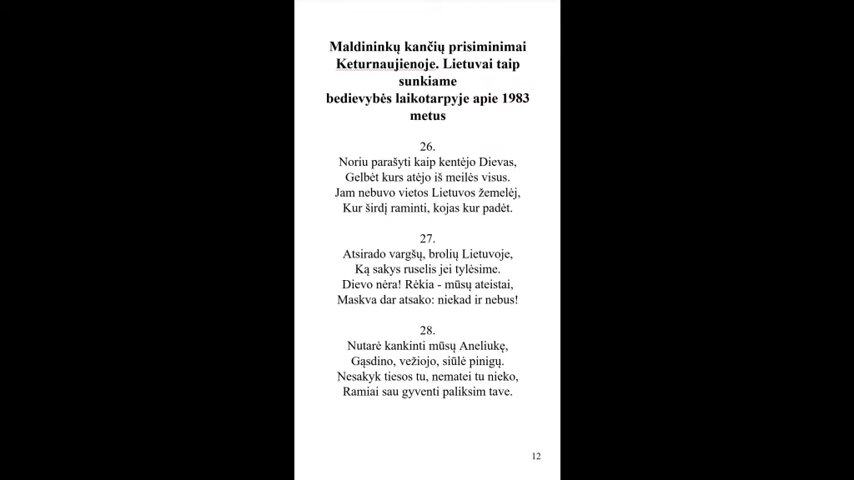 Maldininkų kančių prisiminimai
Keturnaujienoje. Lietuvai taip
sunkiame
bedievybės laikotarpyje apie 1983
metus
26.
Noriu parašyti kaip kentėjo Dievas,
Gelbėt kurs atėjo iš meilės visus.
Jam nebuvo vietos Lietuvos žemelėj,
Kur širdį raminti, kojas kur padėt.
27.
Atsirado vargšų, brolių Lietuvoje,
Ką sakys ruselis jei tylėsime.
Dievo nėra! Rėkia - mūsų ateistai,
Maskva dar atsako: niekad ir nebus!
28.
Nutarė kankinti mūsų Aneliukę,
Gąsdino, vežiojo, siūlė pinigų.
Nesakyk tiesos tu, nematei tu nieko,
Ramiai sau gyventi paliksim tave.
12